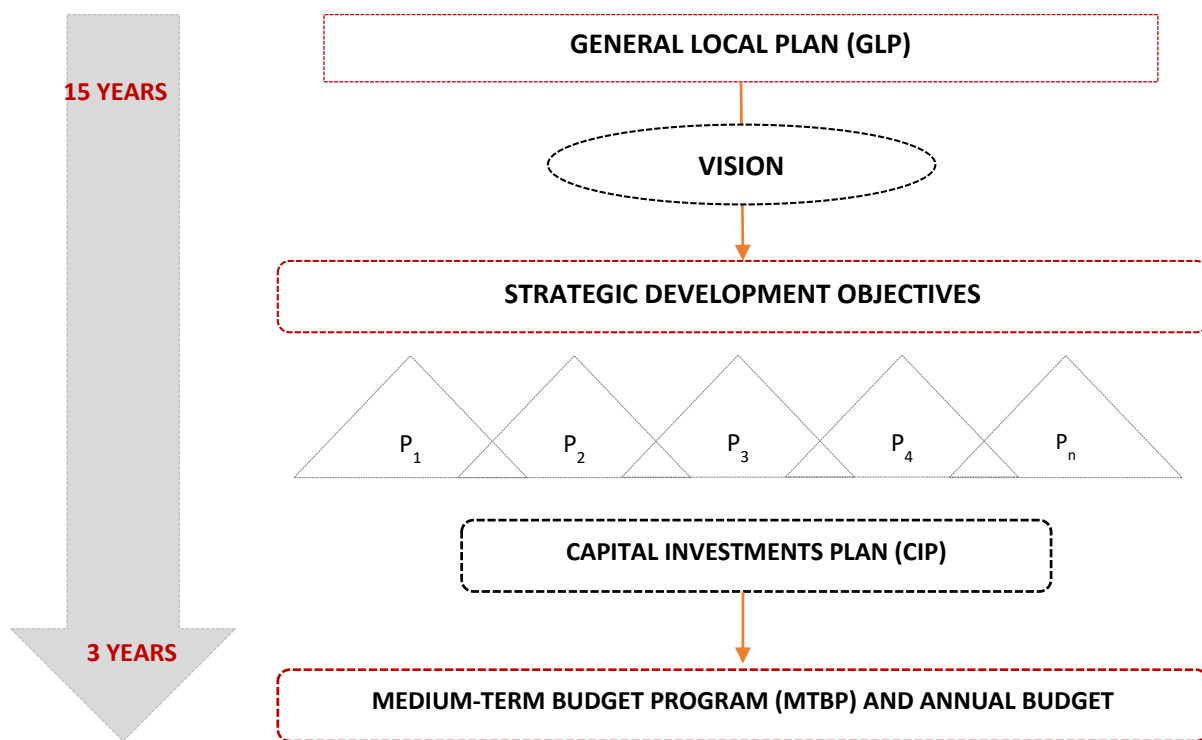 GENERAL LOCAL PLAN (GLP)
15 YEARS
VISION
STRATEGIC DEVELOPMENT OBJECTIVES
P1 P2 P3 P4 Pn
CAPITAL INVESTMENTS PLAN (CIP)
3 YEARS
MEDIUM-TERM BUDGET PROGRAM (MTBP) AND ANNUAL BUDGET